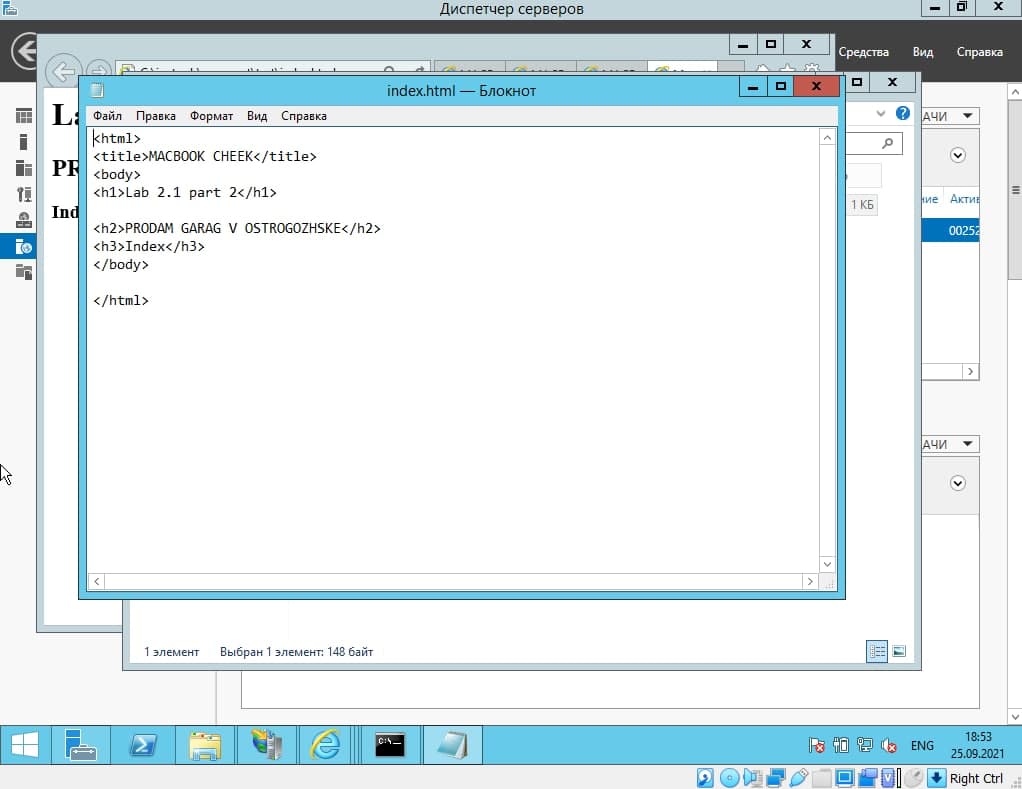 Диспетчер серверов
Средства Вид Справка
index.html — Блокнот
Файл Правка Формат Вид Справка
<html>
<title>MACBOOK CHEEK</title>
<body>
<h1>Lab 2.1 part 2</h1>
<h2>PRODAM GARAG V OSTROGOZHSKE</h2>
<h3>Index</h3>
</body>
</html>
La
PR
Ind
АЧИ
1 КБ
ние Актив
00252
АЧИ
1 элемент Выбран 1 элемент: 148 байт
ENG
18:53
25.09.2021
Right Ctrl